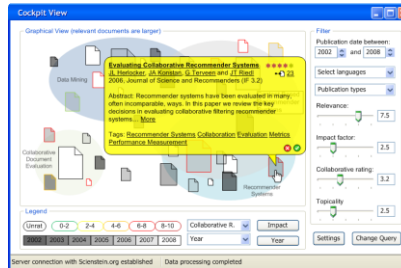 Cockpit View
Graphical View (relevant documents are larger)
Data Mining
Evaluating Collaborative Recommender Systems
JL Herlocker, JA Konstan, G Terveen and JT Riedl
23
2006, Journal of Science and Recommenders (IF 3.2)
Abstract: Recommender systems have been evaluated in many, often incomparable, ways. In this paper we review the key decisions in evaluating collaborative filtering recommender systems... More
Tags: Recommender Systems Collaboration Evaluation Metrics
Performance Measurement
Collaborative
Document
Evaluation
Recommender
Systems
Legend
Unrat 0-2 2-4 4-6 6-8 8-10 Collaborative R. Impact
2002 2003 2004 2005 2006 2007 2008 Year Year
Filter
Publication date between:
2002 and 2008
Select languages
Publication types
Relevance:
7.5
Impact factor:
2.5
Collaborative rating:
3.2
Topicality
2.5
Settings Change Query
Server connection with Scienstein.org established Data processing completed